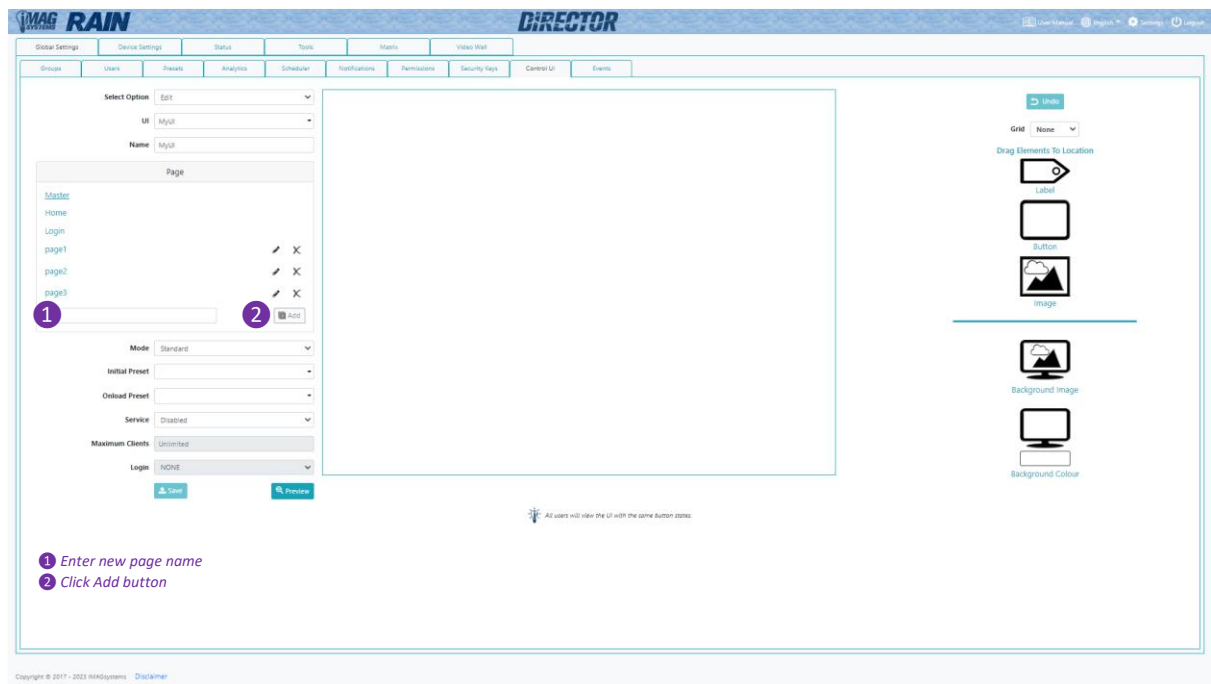 iMAG SYSTEMS RAIN
DiRECTOR
User Manual English Settings Logout
Global Settings Device Settings Status Tools Matrix Video Wall
Groups Users Presets Analytics Scheduler Notifications Permissions Security Keys Control UI Events
Select Option Edit
UI MyUI
Name MyUI
Page
Master
Home
Login
page1
page2
page3
1 2 Add
Mode Standard
Initial Preset
Onload Preset
Service Disabled
Maximum Clients Unlimited
Login NONE
Save Preview
Undo
Grid None
Drag Elements To Location
Label
Button
Image
Background Image
Background Colour
All users will view the UI with the same button states.
1 Enter new page name
2 Click Add button
Copyright © 2017 - 2023 IMAGsystems Disclaimer